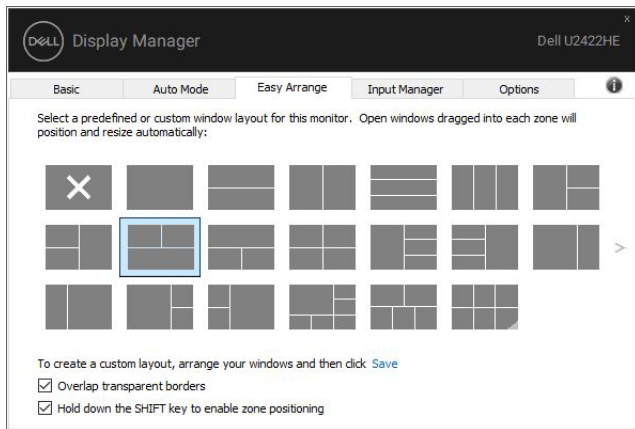 x
DELL Display Manager Dell U2422HE
Basic Auto Mode Easy Arrange Input Manager Options i
Select a predefined or custom window layout for this monitor. Open windows dragged into each zone will
position and resize automatically:
>
To create a custom layout, arrange your windows and then click Save
Overlap transparent borders
Hold down the SHIFT key to enable zone positioning